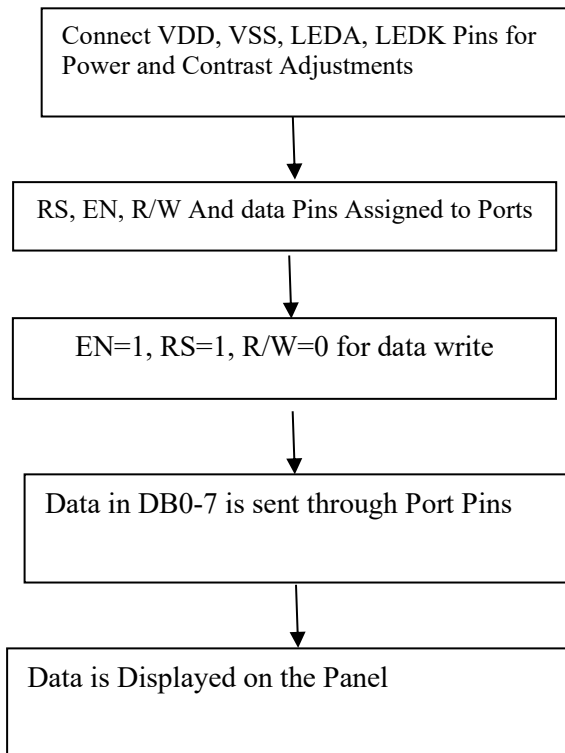 Connect VDD, VSS, LEDA, LEDK Pins for
Power and Contrast Adjustments
RS, EN, R/W And data Pins Assigned to Ports
EN=1, RS=1, R/W=0 for data write
Data in DB0-7 is sent through Port Pins
Data is Displayed on the Panel